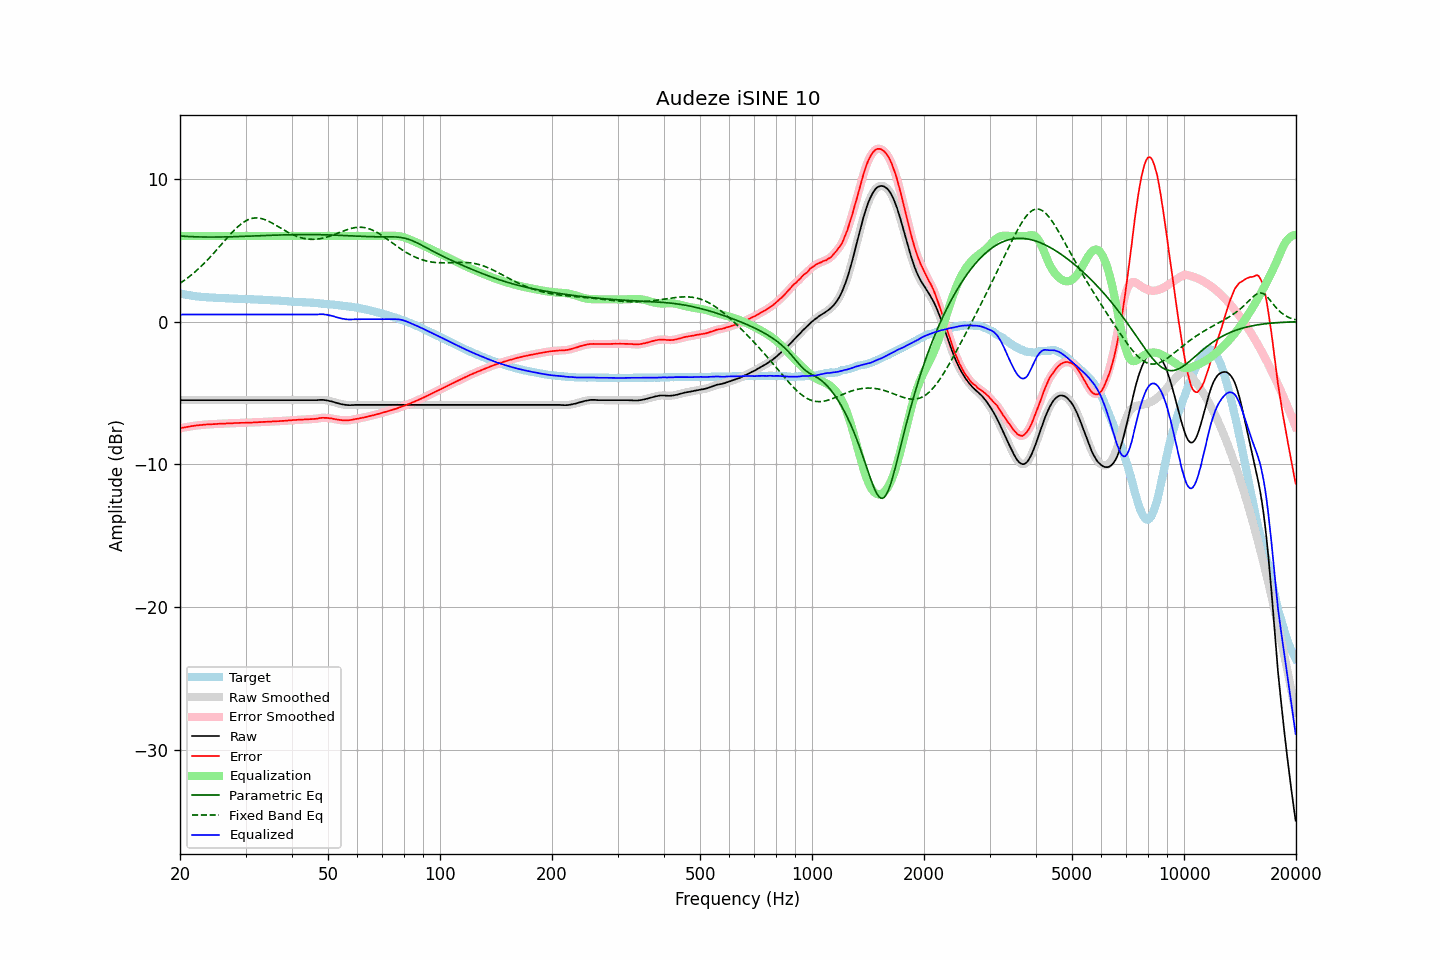 Audeze iSINE 10
Amplitude (dBr)
10
0
−10
−20
−30
Target
Raw Smoothed
Error Smoothed
Raw
Error
Equalization
Parametric Eq
Fixed Band Eq
Equalized
20 50 100 200 500 1000 2000 5000 10000 20000
Frequency (Hz)